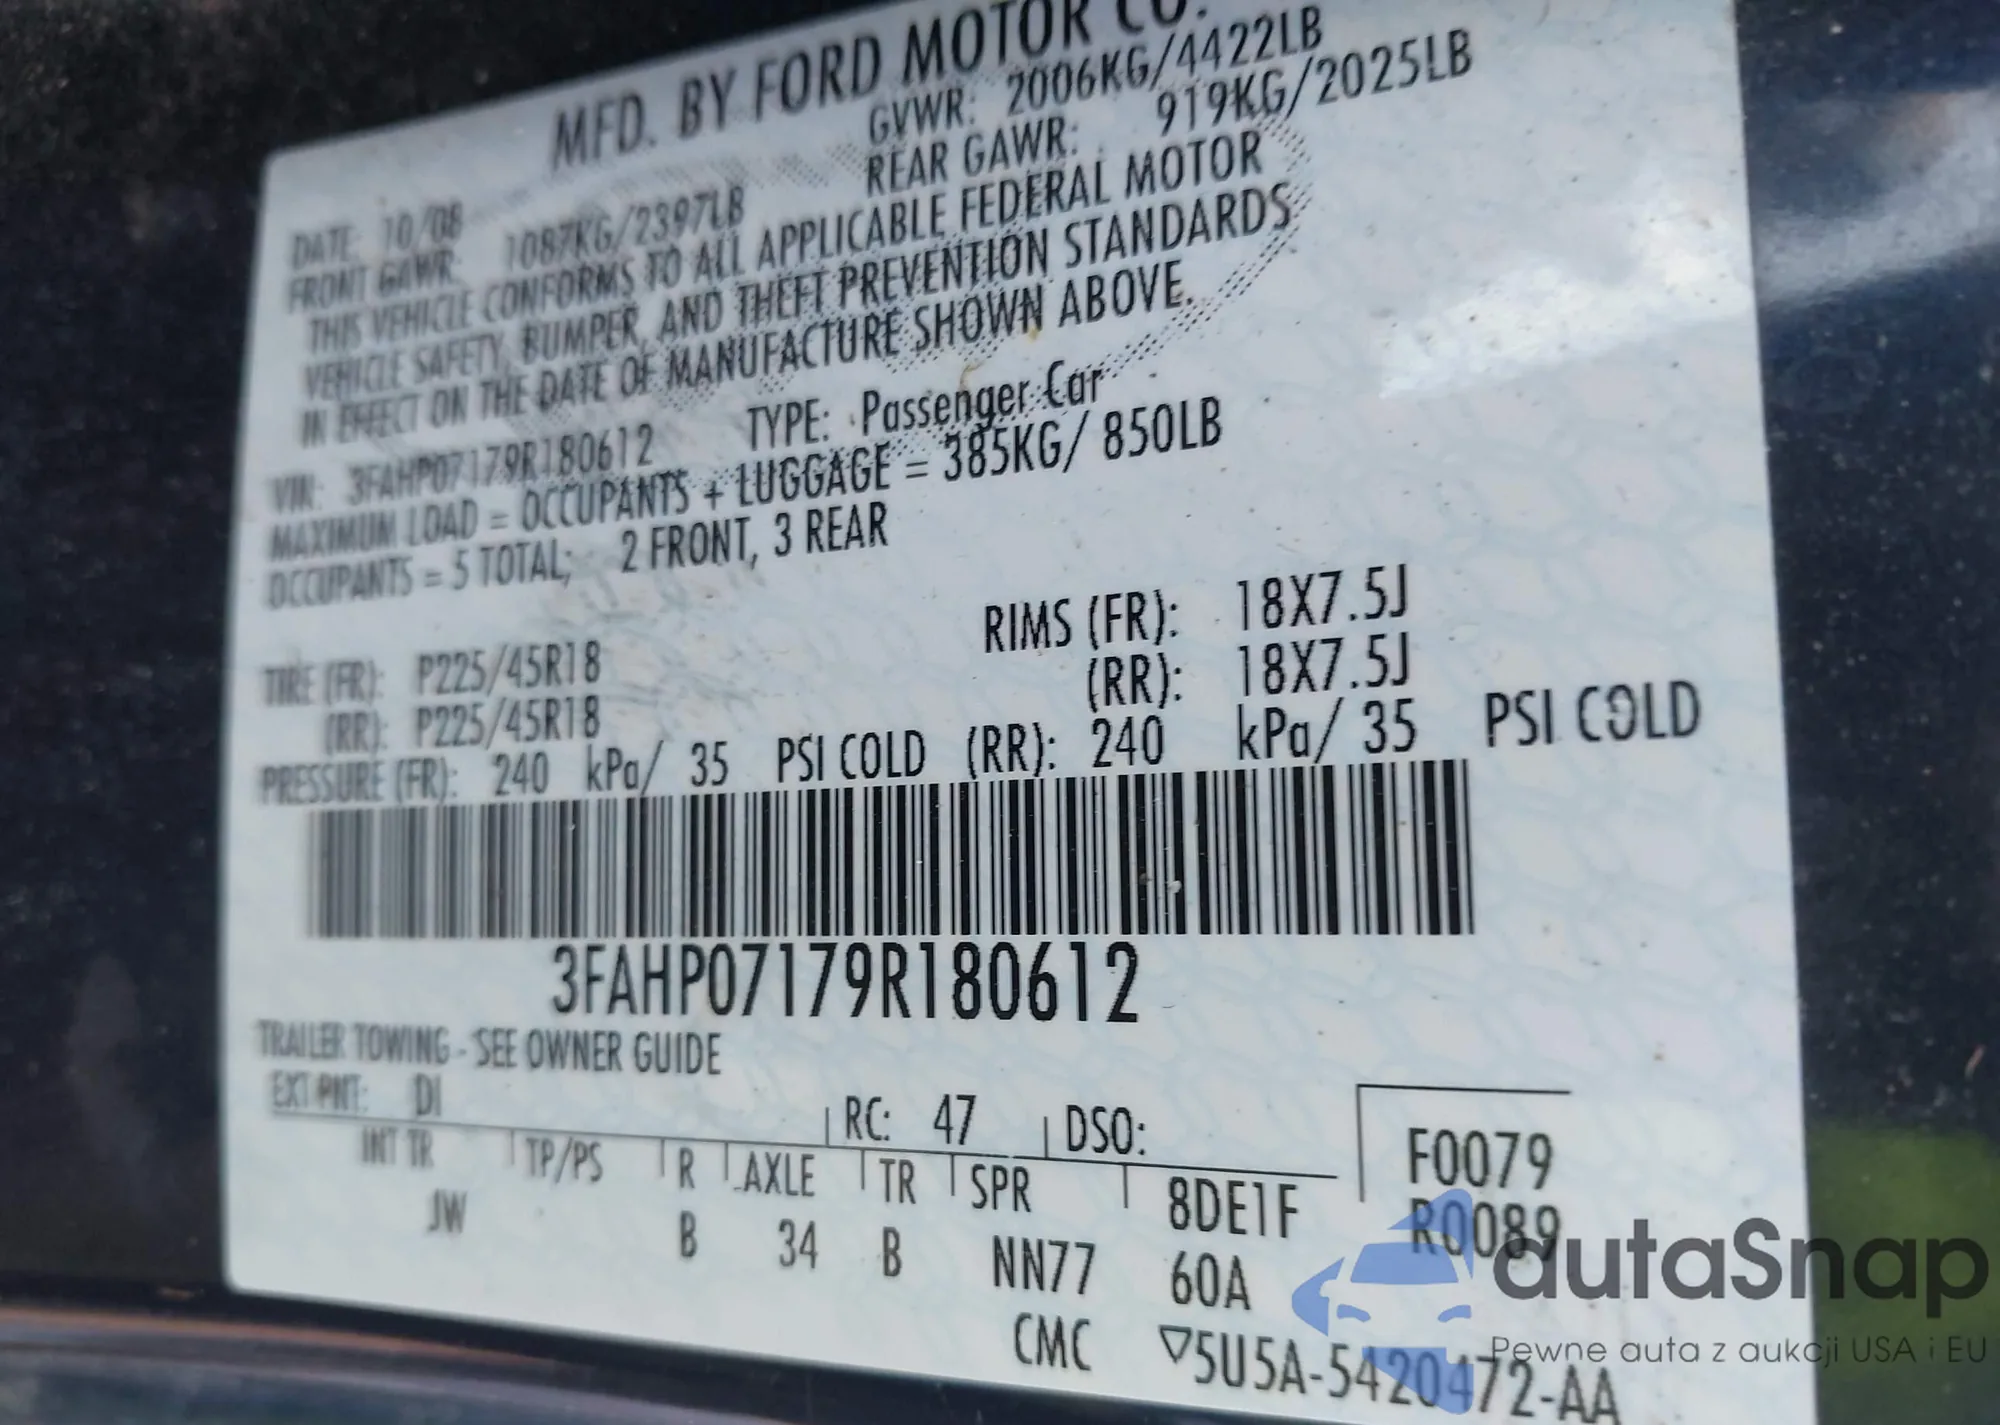 MFD. BY FORD MOTOR CO.
DATE: 10/08 GVWR: 2006KG/4422LB
FRONT GAWR: 1087KG/2397LB REAR GAWR: 919KG/2025LB
THIS VEHICLE CONFORMS TO ALL APPLICABLE FEDERAL MOTOR
VEHICLE SAFETY, BUMPER, AND THEFT PREVENTION STANDARDS
IN EFFECT ON THE DATE OF MANUFACTURE SHOWN ABOVE.
VIN: 3FAHP07179R180612 TYPE: Passenger Car
MAXIMUM LOAD = OCCUPANTS + LUGGAGE = 385KG/ 850LB
OCCUPANTS = 5 TOTAL; 2 FRONT, 3 REAR
TIRE (FR): P225/45R18 RIMS (FR): 18X7.5J
(RR): P225/45R18 (RR): 18X7.5J
PRESSURE (FR): 240 kPa/ 35 PSI COLD (RR): 240 kPa/ 35 PSI COLD
3FAHP07179R180612
TRAILER TOWING - SEE OWNER GUIDE
EXT PNT: DI RC: 47 DSO: F0079
INT TR TP/PS R AXLE TR SPR 8DE1F R0089
JW B 34 B NN77 60A
CMC ▽5U5A-5420472-AA
autaSnap
Pewne auta z aukcji USA i EU